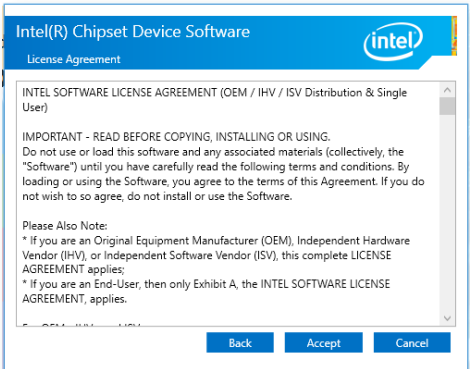 Intel(R) Chipset Device Software
License Agreement
intel
INTEL SOFTWARE LICENSE AGREEMENT (OEM / IHV / ISV Distribution & Single
User)
IMPORTANT - READ BEFORE COPYING, INSTALLING OR USING.
Do not use or load this software and any associated materials (collectively, the
"Software") until you have carefully read the following terms and conditions. By
loading or using the Software, you agree to the terms of this Agreement. If you do
not wish to so agree, do not install or use the Software.
Please Also Note:
* If you are an Original Equipment Manufacturer (OEM), Independent Hardware
Vendor (IHV), or Independent Software Vendor (ISV), this complete LICENSE
AGREEMENT applies;
* If you are an End-User, then only Exhibit A, the INTEL SOFTWARE LICENSE
AGREEMENT, applies.
Back Accept Cancel